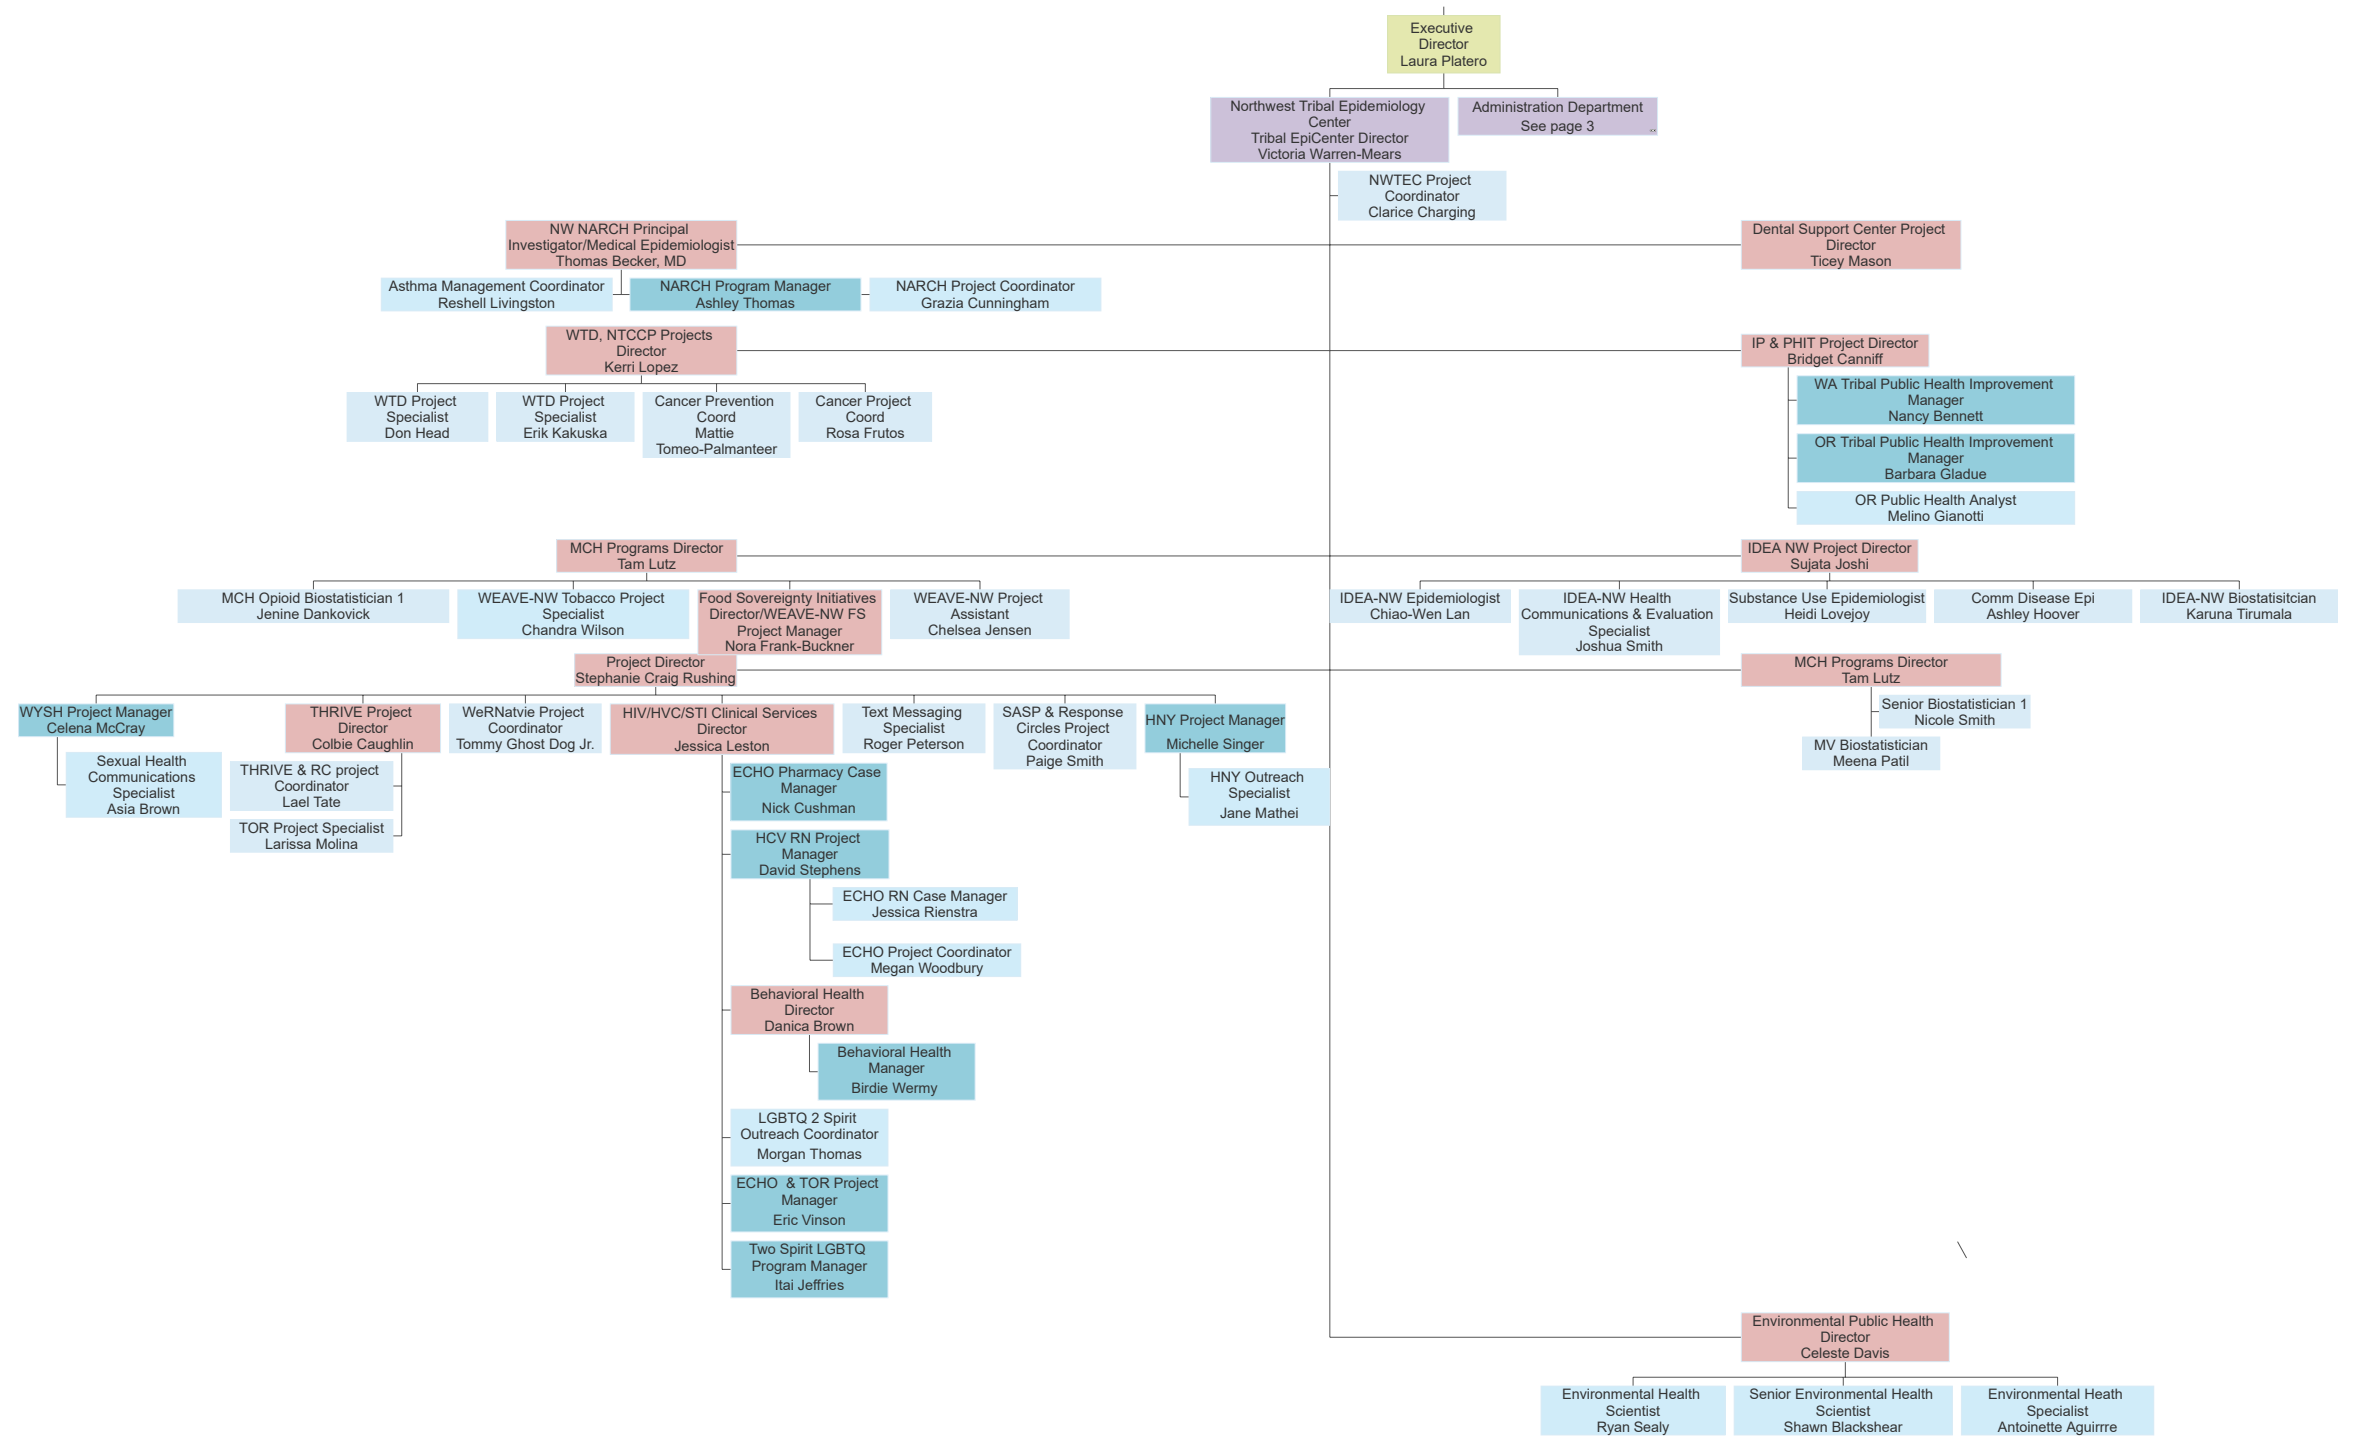 Executive
Director
Laura Platero
Northwest Tribal Epidemiology
Center
Tribal EpiCenter Director
Victoria Warren-Mears
Administration Department
See page 3
..
NWTEC Project
Coordinator
Clarice Charging
NW NARCH Principal
Investigator/Medical Epidemiologist
Thomas Becker, MD
Dental Support Center Project
Director
Ticey Mason
Asthma Management Coordinator
Reshell Livingston
NARCH Program Manager
Ashley Thomas
NARCH Project Coordinator
Grazia Cunningham
WTD, NTCCP Projects
Director
Kerri Lopez
IP & PHIT Project Director
Bridget Canniff
WTD Project
Specialist
Don Head
WTD Project
Specialist
Erik Kakuska
Cancer Prevention
Coord
Mattie
Tomeo-Palmanteer
Cancer Project
Coord
Rosa Frutos
WA Tribal Public Health Improvement
Manager
Nancy Bennett
OR Tribal Public Health Improvement
Manager
Barbara Gladue
OR Public Health Analyst
Melino Gianotti
MCH Programs Director
Tam Lutz
IDEA NW Project Director
Sujata Joshi
MCH Opioid Biostatistician 1
Jenine Dankovick
WEAVE-NW Tobacco Project
Specialist
Chandra Wilson
Food Sovereignty Initiatives
Director/WEAVE-NW FS
Project Manager
Nora Frank-Buckner
WEAVE-NW Project
Assistant
Chelsea Jensen
IDEA-NW Epidemiologist
Chiao-Wen Lan
IDEA-NW Health
Communications & Evaluation
Specialist
Joshua Smith
Substance Use Epidemiologist
Heidi Lovejoy
Comm Disease Epi
Ashley Hoover
IDEA-NW Biostatisitcian
Karuna Tirumala
Project Director
Stephanie Craig Rushing
MCH Programs Director
Tam Lutz
WYSH Project Manager
Celena McCray
THRIVE Project
Director
Colbie Caughlin
WeRNatvie Project
Coordinator
Tommy Ghost Dog Jr.
HIV/HVC/STI Clinical Services
Director
Jessica Leston
Text Messaging
Specialist
Roger Peterson
SASP & Response
Circles Project
Coordinator
Paige Smith
HNY Project Manager
Michelle Singer
Senior Biostatistician 1
Nicole Smith
MV Biostatistician
Meena Patil
Sexual Health
Communications
Specialist
Asia Brown
THRIVE & RC project
Coordinator
Lael Tate
TOR Project Specialist
Larissa Molina
ECHO Pharmacy Case
Manager
Nick Cushman
HNY Outreach
Specialist
Jane Mathei
HCV RN Project
Manager
David Stephens
ECHO RN Case Manager
Jessica Rienstra
ECHO Project Coordinator
Megan Woodbury
Behavioral Health
Director
Danica Brown
Behavioral Health
Manager
Birdie Wermy
LGBTQ 2 Spirit
Outreach Coordinator
Morgan Thomas
ECHO  & TOR Project
Manager
Eric Vinson
Two Spirit LGBTQ
Program Manager
Itai Jeffries
Environmental Public Health
Director
Celeste Davis
Environmental Health
Scientist
Ryan Sealy
Senior Environmental Health
Scientist
Shawn Blackshear
Environmental Heath
Specialist
Antoinette Aguirrre